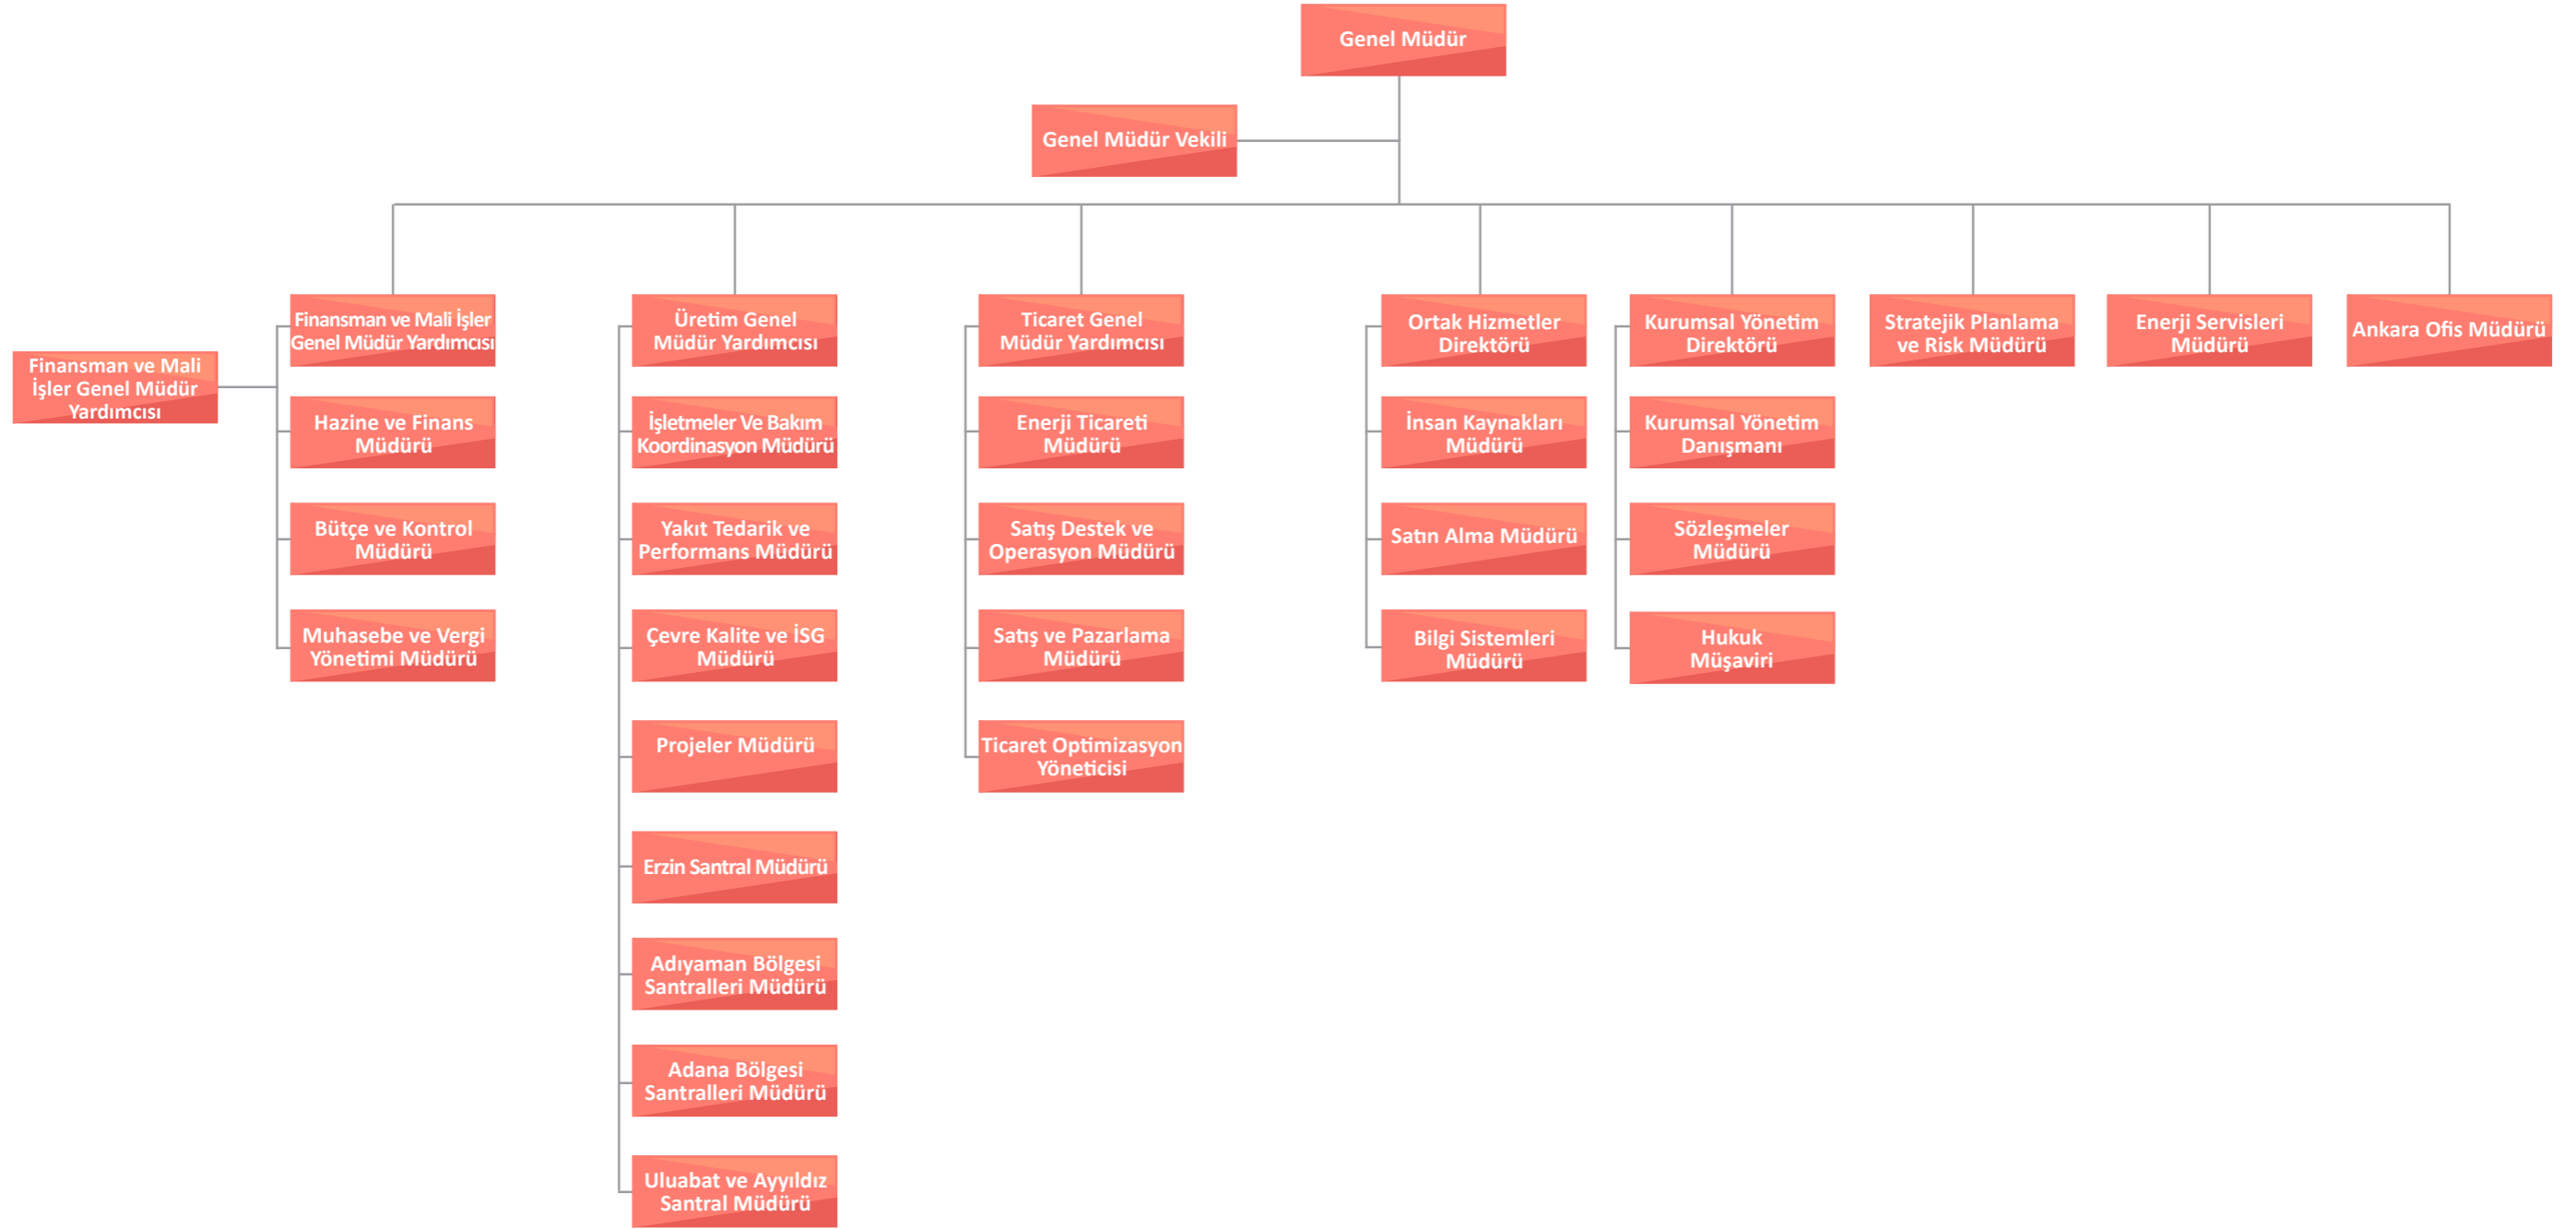 Genel Müdür
Genel Müdür Vekili
Finansman ve Mali
İşler Genel Müdür
Yardımcısı
Finansman ve Mali İşler
Genel Müdür Yardımcısı
Hazine ve Finans
Müdürü
Bütçe ve Kontrol
Müdürü
Muhasebe ve Vergi
Yönetimi Müdürü
Üretim Genel
Müdür Yardımcısı
İşletmeler Ve Bakım
Koordinasyon Müdürü
Yakıt Tedarik ve
Performans Müdürü
Çevre Kalite ve İSG
Müdürü
Projeler Müdürü
Erzin Santral Müdürü
Adıyaman Bölgesi
Santralleri Müdürü
Adana Bölgesi
Santralleri Müdürü
Uluabat ve Ayyıldız
Santral Müdürü
Ticaret Genel
Müdür Yardımcısı
Enerji Ticareti
Müdürü
Satış Destek ve
Operasyon Müdürü
Satış ve Pazarlama
Müdürü
Ticaret Optimizasyon
Yöneticisi
Ortak Hizmetler
Direktörü
İnsan Kaynakları
Müdürü
Satın Alma Müdürü
Bilgi Sistemleri
Müdürü
Kurumsal Yönetim
Direktörü
Kurumsal Yönetim
Danışmanı
Sözleşmeler
Müdürü
Hukuk
Müşaviri
Stratejik Planlama
ve Risk Müdürü
Enerji Servisleri
Müdürü
Ankara Ofis Müdürü